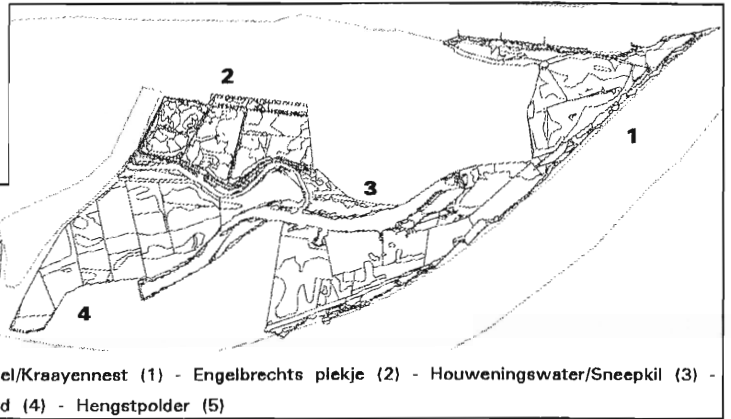 2
1
3
4
el/Kraayennest (1) - Engelbrechts plekje (2) - Houweningswater/Sneepkil (3) -
d (4) - Hengstpolder (5)